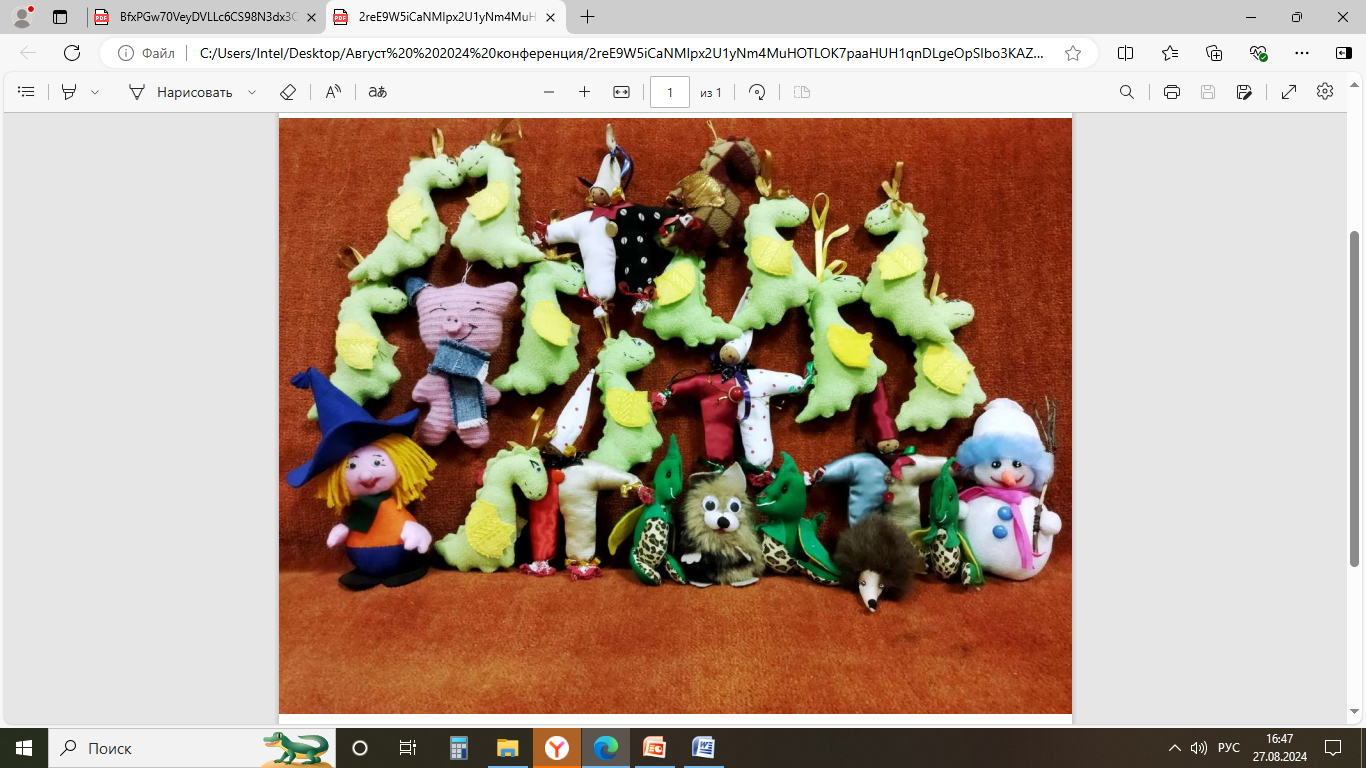 BfxPGw70VeyDVLLc6CS98N3dx3C
2reE9W5iCaNMIpx2U1yNm4MuH
Файл
C:/Users/Intel/Desktop/Август%20%202024%20конференция/2reE9W5iCaNMIpx2U1yNm4MuHOTLOK7paaHUH1qnDLgeOpSIbo3KAZ...
Нарисовать
1
из 1
Поиск
РУС
16:47
27.08.2024